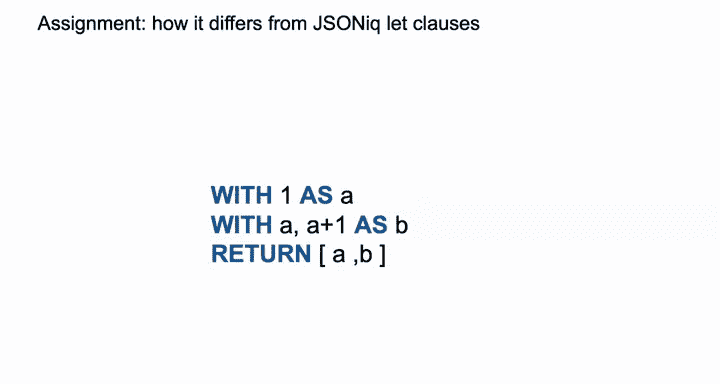 Assignment: how it differs from JSONiq let clauses
WITH 1 AS a
WITH a, a+1 AS b
RETURN [ a ,b ]